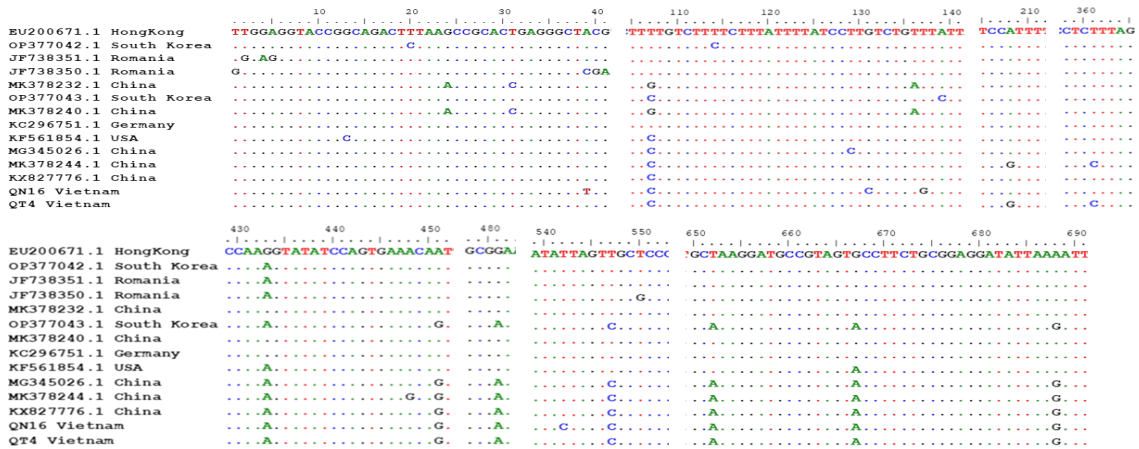 10 20 30 40 110 120 130 140 210 360
EU200671.1 HongKong TTGGAGGTACCGGCAGACTTTAAGCCGCACTGAGGGCTACG TTTTGTCTTTTCTTTATTTTATCCTTGTCTGTTTATT TCCATTTT CCTCTTTAG
OP377042.1 South Korea ...................C..................... .........C........................... ........ .........
JF738351.1 Romania .G.AG.................................... ..................................... ........ .........
JF738350.1 Romania G.....................................CGA ..................................... ........ .........
MK378232.1 China .......................A......C.......... ..G............................A..... ........ .........
OP377043.1 South Korea ......................................... ..C...............................C.. ........ .........
MK378240.1 China .......................A......C.......... ..G............................A..... ........ .........
KC296751.1 Germany ......................................... ..................................... ........ .........
KF561854.1 USA ............C............................ ..C.................................. ........ .........
MG345026.1 China ......................................... ..C.....................C............ ........ .........
MK378244.1 China ......................................... ..C.................................. ...G.... ...C.....
KX827776.1 China ......................................... ..C.................................. ........ .........
QN16 Vietnam ......................................T.. ..C.......................C.....G.... ........ .........
QT4 Vietnam ......................................... ..C.................................. ...G.... ...C.....
430 440 450 480 540 550 650 660 670 680 690
EU200671.1 HongKong CCAAGGTATATCCAGTGAAACAAT GCGGA ATATTAGTTGCTCCC GCTAAGGATGCCGTAGTGCCTTCTGCGGAGGATATTAAAATT
OP377042.1 South Korea ....A................... ..... ............... ..........................................
JF738351.1 Romania ....A................... ..... ............... ..........................................
JF738350.1 Romania ....A................... ..... ...........G... ..........................................
MK378232.1 China ........................ ..... ............... ..........................................
OP377043.1 South Korea ....A.................G. ...A. .......C....... ..A...............A....................G..
MK378240.1 China ........................ ..... ............... ..........................................
KC296751.1 Germany ........................ ..... ............... ..........................................
KF561854.1 USA ....A................... ..... ............... ..................A.......................
MG345026.1 China ....A.................G. ...A. .......C....... ..A...............A....................G..
MK378244.1 China ....A..............G..G. ...A. .......C....... ..A...............A....................G..
KX827776.1 China ....A.................G. ...A. .......C....... ..A...............A....................G..
QN16 Vietnam ....A.................G. ...A. ..C....C....... ..A...............A....................G..
QT4 Vietnam ....A.................G. ...A. .......C....... ..A...............A....................G..